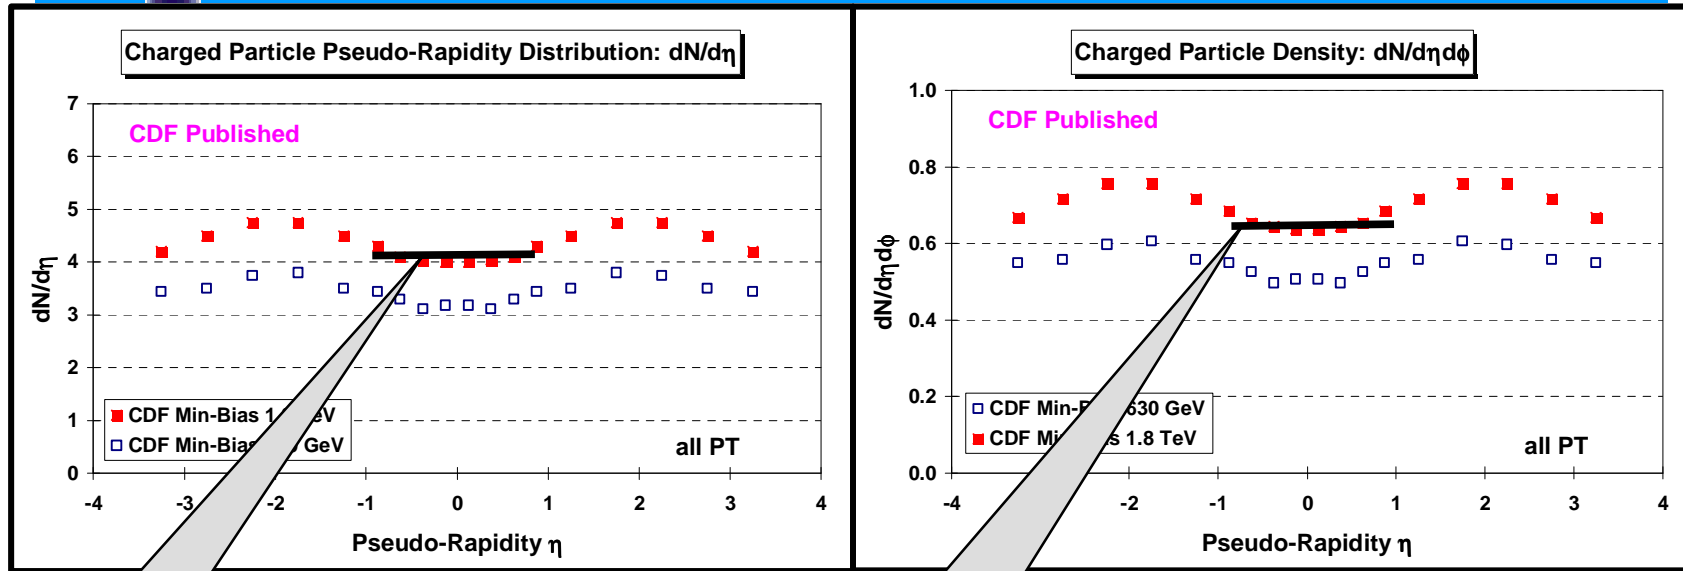 Charged Particle Pseudo-Rapidity Distribution: dN/dη
CDF Published
7
6
5
4
3
2
1
0
dN/dη
CDF Min-Bias 1 eV
CDF Min-Bias GeV
all PT
-4 -3 -2 -1 0 1 2 3 4
Pseudo-Rapidity η
Charged Particle Density: dN/dηdϕ
CDF Published
1.0
0.8
0.6
0.4
0.2
0.0
dN/dηdϕ
CDF Min- 630 GeV
CDF Mi s 1.8 TeV
all PT
-4 -2 -1 0 1 2 3 4
Pseudo-Rapidity η